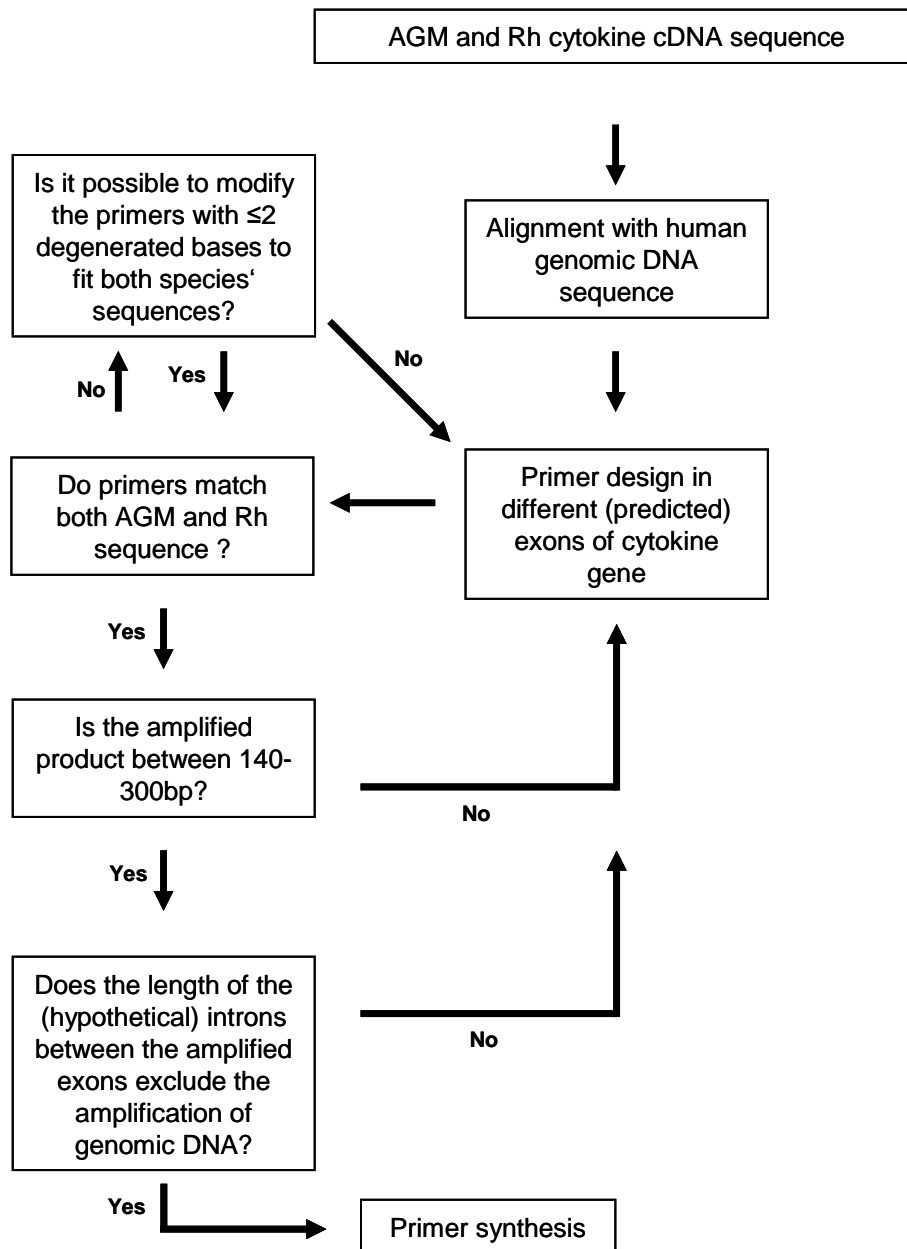 AGM and Rh cytokine cDNA sequence
Is it possible to modify
the primers with ≤2
degenerated bases to
fit both species‘
sequences?
Alignment with human
genomic DNA
sequence
No
Yes
No
Do primers match
both AGM and Rh
sequence ?
Primer design in
different (predicted)
exons of cytokine
gene
Yes
Is the amplified
product between 140-
300bp?
No
Yes
Does the length of the
(hypothetical) introns
between the amplified
exons exclude the
amplification of
genomic DNA?
No
Yes
Primer synthesis